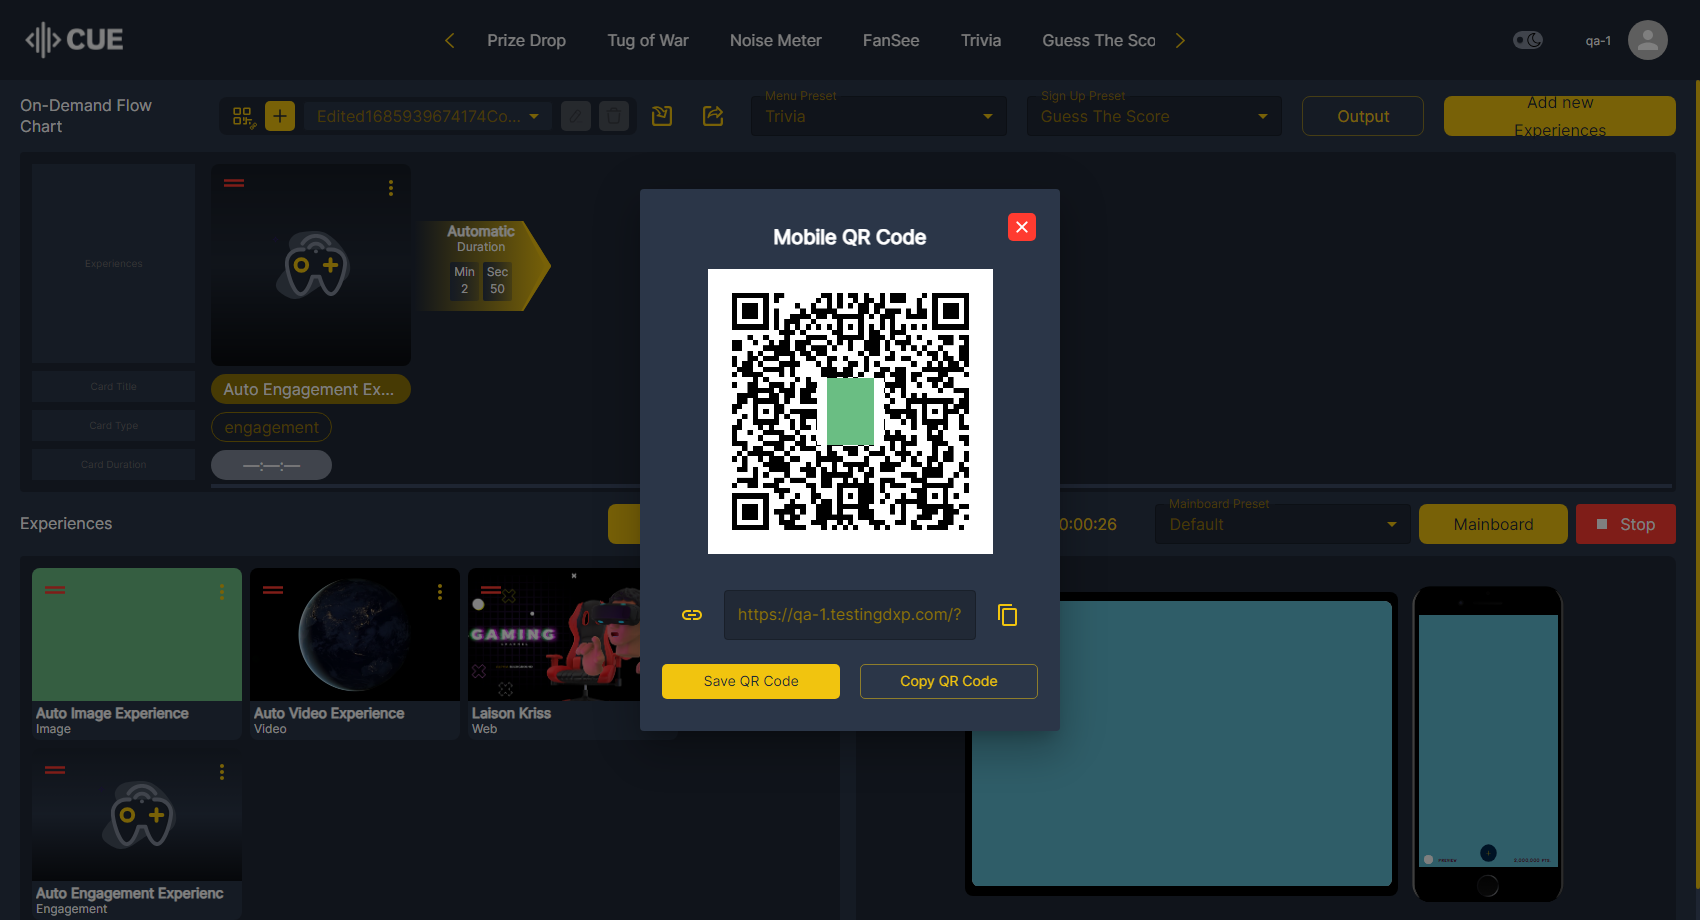 CUE
Prize Drop
Tug of War
Noise Meter
FanSee
Trivia
Guess The Sco
qa-1
On-Demand Flow
Chart
Edited1685939674174Co...
Menu Preset
Trivia
Sign Up Preset
Guess The Score
Output
Add new
Experiences
Experiences
Automatic
Duration
Min
Sec
2
50
Card Title
Auto Engagement Ex...
Card Type
engagement
Card Duration
—:—:—
Mobile QR Code
https://qa-1.testingdxp.com/?
Save QR Code
Copy QR Code
Experiences
0:00:26
Mainboard Preset
Default
Mainboard
Stop
GAMING
Auto Image Experience
Image
Auto Video Experience
Video
Laison Kriss
Web
Auto Engagement Experienc
Engagement
PREVIEW